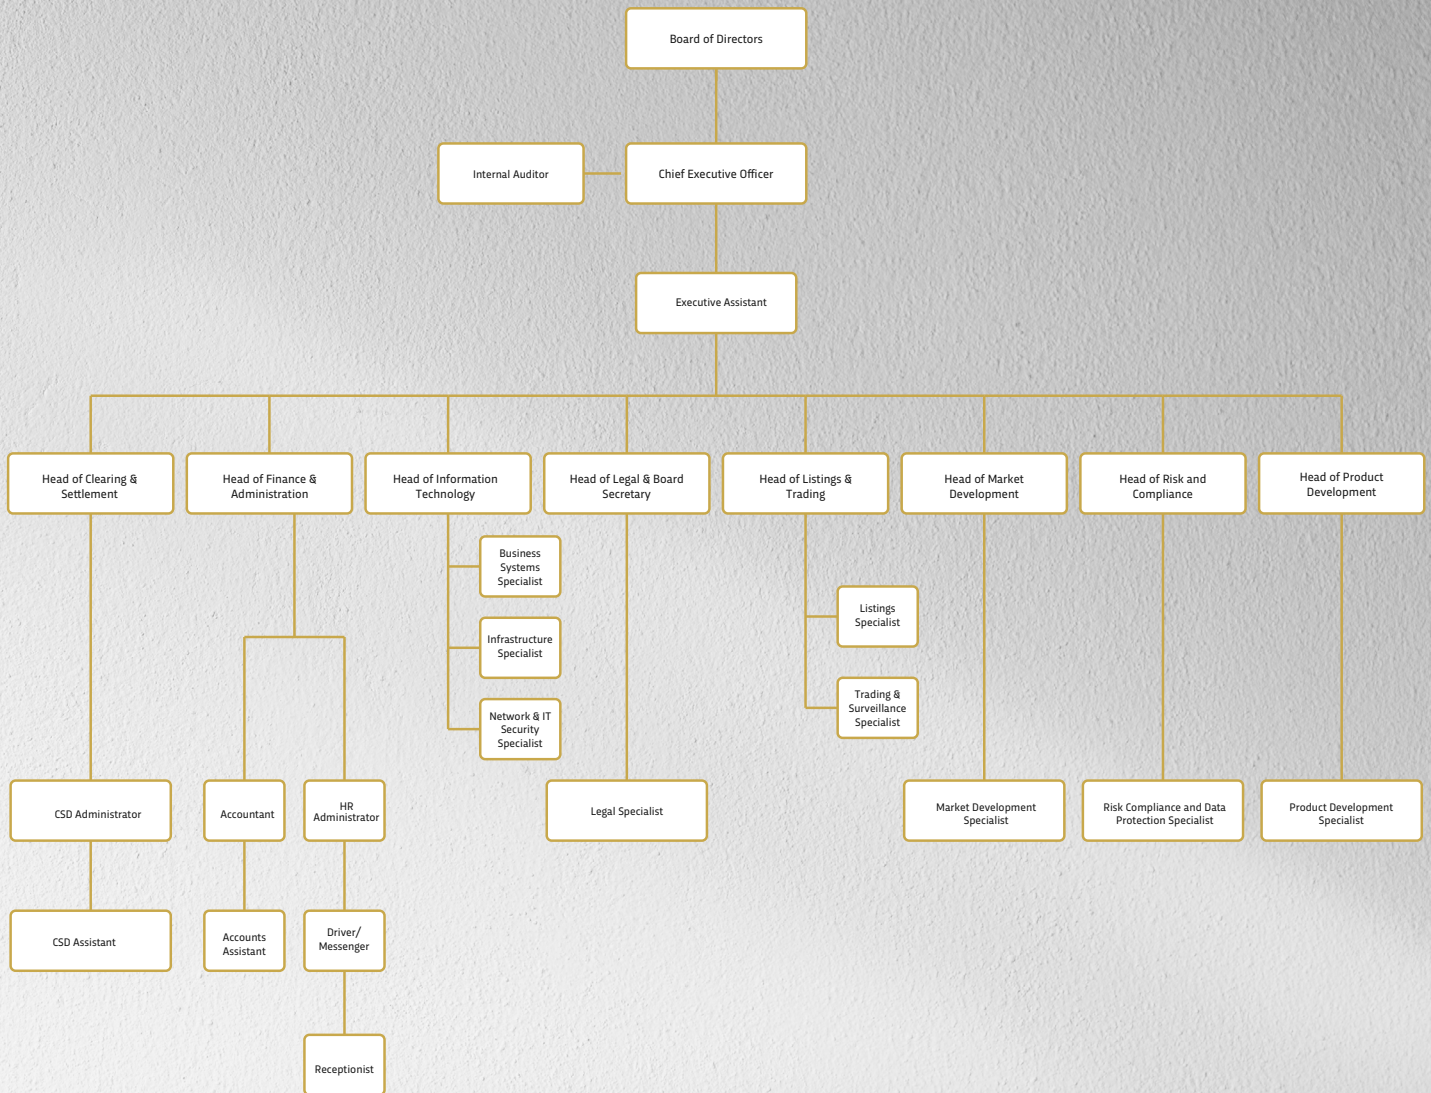 Board of Directors
Internal Auditor
Chief Executive Officer
Executive Assistant
Head of Clearing &
Settlement
Head of Finance &
Administration
Head of Information
Technology
Head of Legal & Board
Secretary
Head of Listings &
Trading
Head of Market
Development
Head of Risk and
Compliance
Head of Product
Development
Business
Systems
Specialist
Infrastructure
Specialist
Network & IT
Security
Specialist
Listings
Specialist
Trading &
Surveillance
Specialist
CSD Administrator
Accountant
HR
Administrator
Legal Specialist
Market Development
Specialist
Risk Compliance and Data
Protection Specialist
Product Development
Specialist
CSD Assistant
Accounts
Assistant
Driver/
Messenger
Receptionist